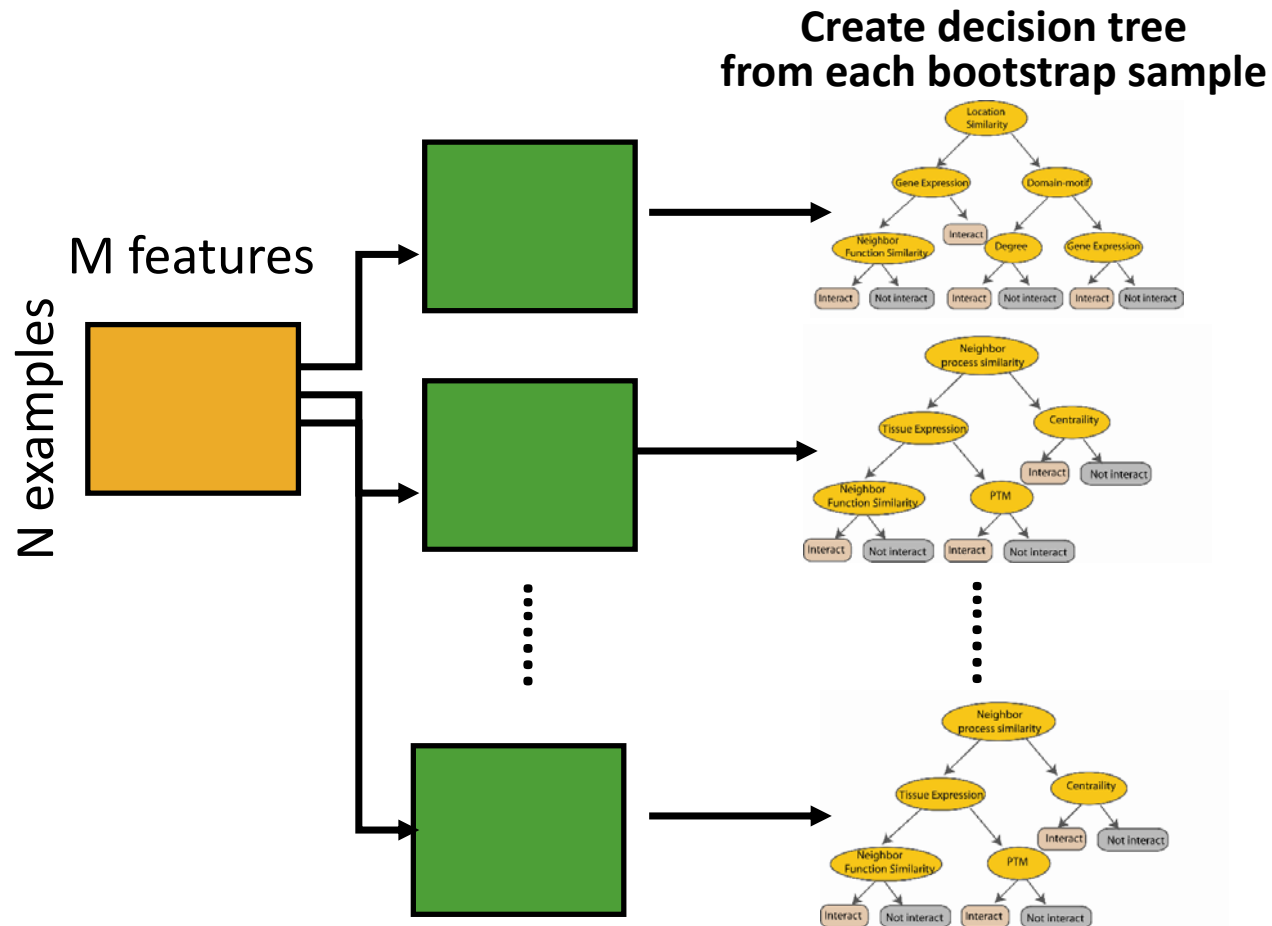 Create decision tree
from each bootstrap sample
M features
N examples
Location
Similarity
Gene Expression
Domain-motif
Interact
Neighbor
Function Similarity
Degree
Gene Expression
Interact
Not interact
Interact
Not interact
Interact
Not interact
Neighbor
process similarity
Tissue Expression
Centraility
Interact
Not interact
Neighbor
Function Similarity
PTM
Interact
Not interact
Interact
Not interact
Neighbor
process similarity
Tissue Expression
Centraility
Interact
Not interact
Neighbor
Function Similarity
PTM
Interact
Not interact
Interact
Not interact